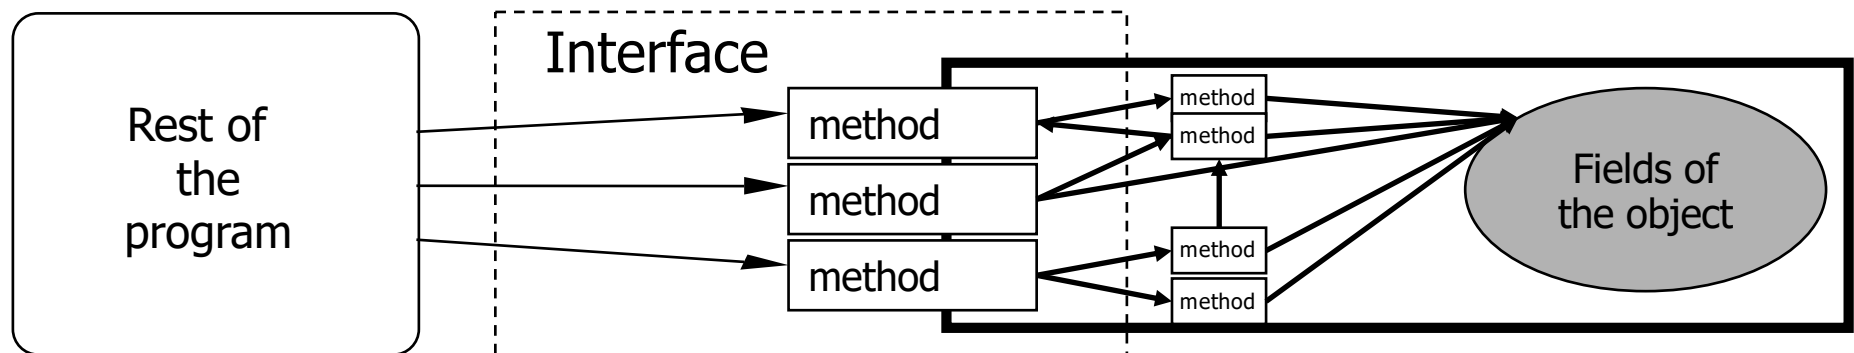 Rest of
the
program
Interface
method
method
method
method
method
method
method
Fields of
the object